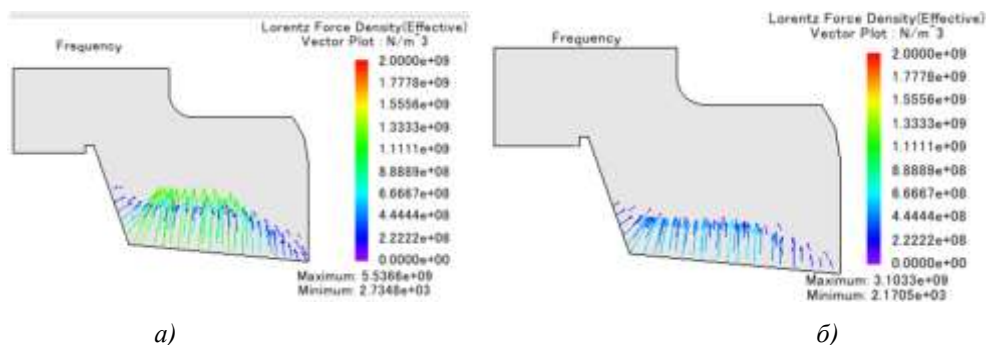 Lorentz Force Density(Effective)
Vector Plot : N/m^3
Frequency
2.0000e+09
1.7778e+09
1.5556e+09
1.3333e+09
1.1111e+09
8.8889e+08
6.6667e+08
4.4444e+08
2.2222e+08
0.0000e+00
Maximum: 5.5366e+09
Minimum: 2.7348e+03
а)
Lorentz Force Density(Effective)
Vector Plot : N/m^3
Frequency
2.0000e+09
1.7778e+09
1.5556e+09
1.3333e+09
1.1111e+09
8.8889e+08
6.6667e+08
4.4444e+08
2.2222e+08
0.0000e+00
Maximum: 3.1033e+09
Minimum: 2.1705e+03
б)